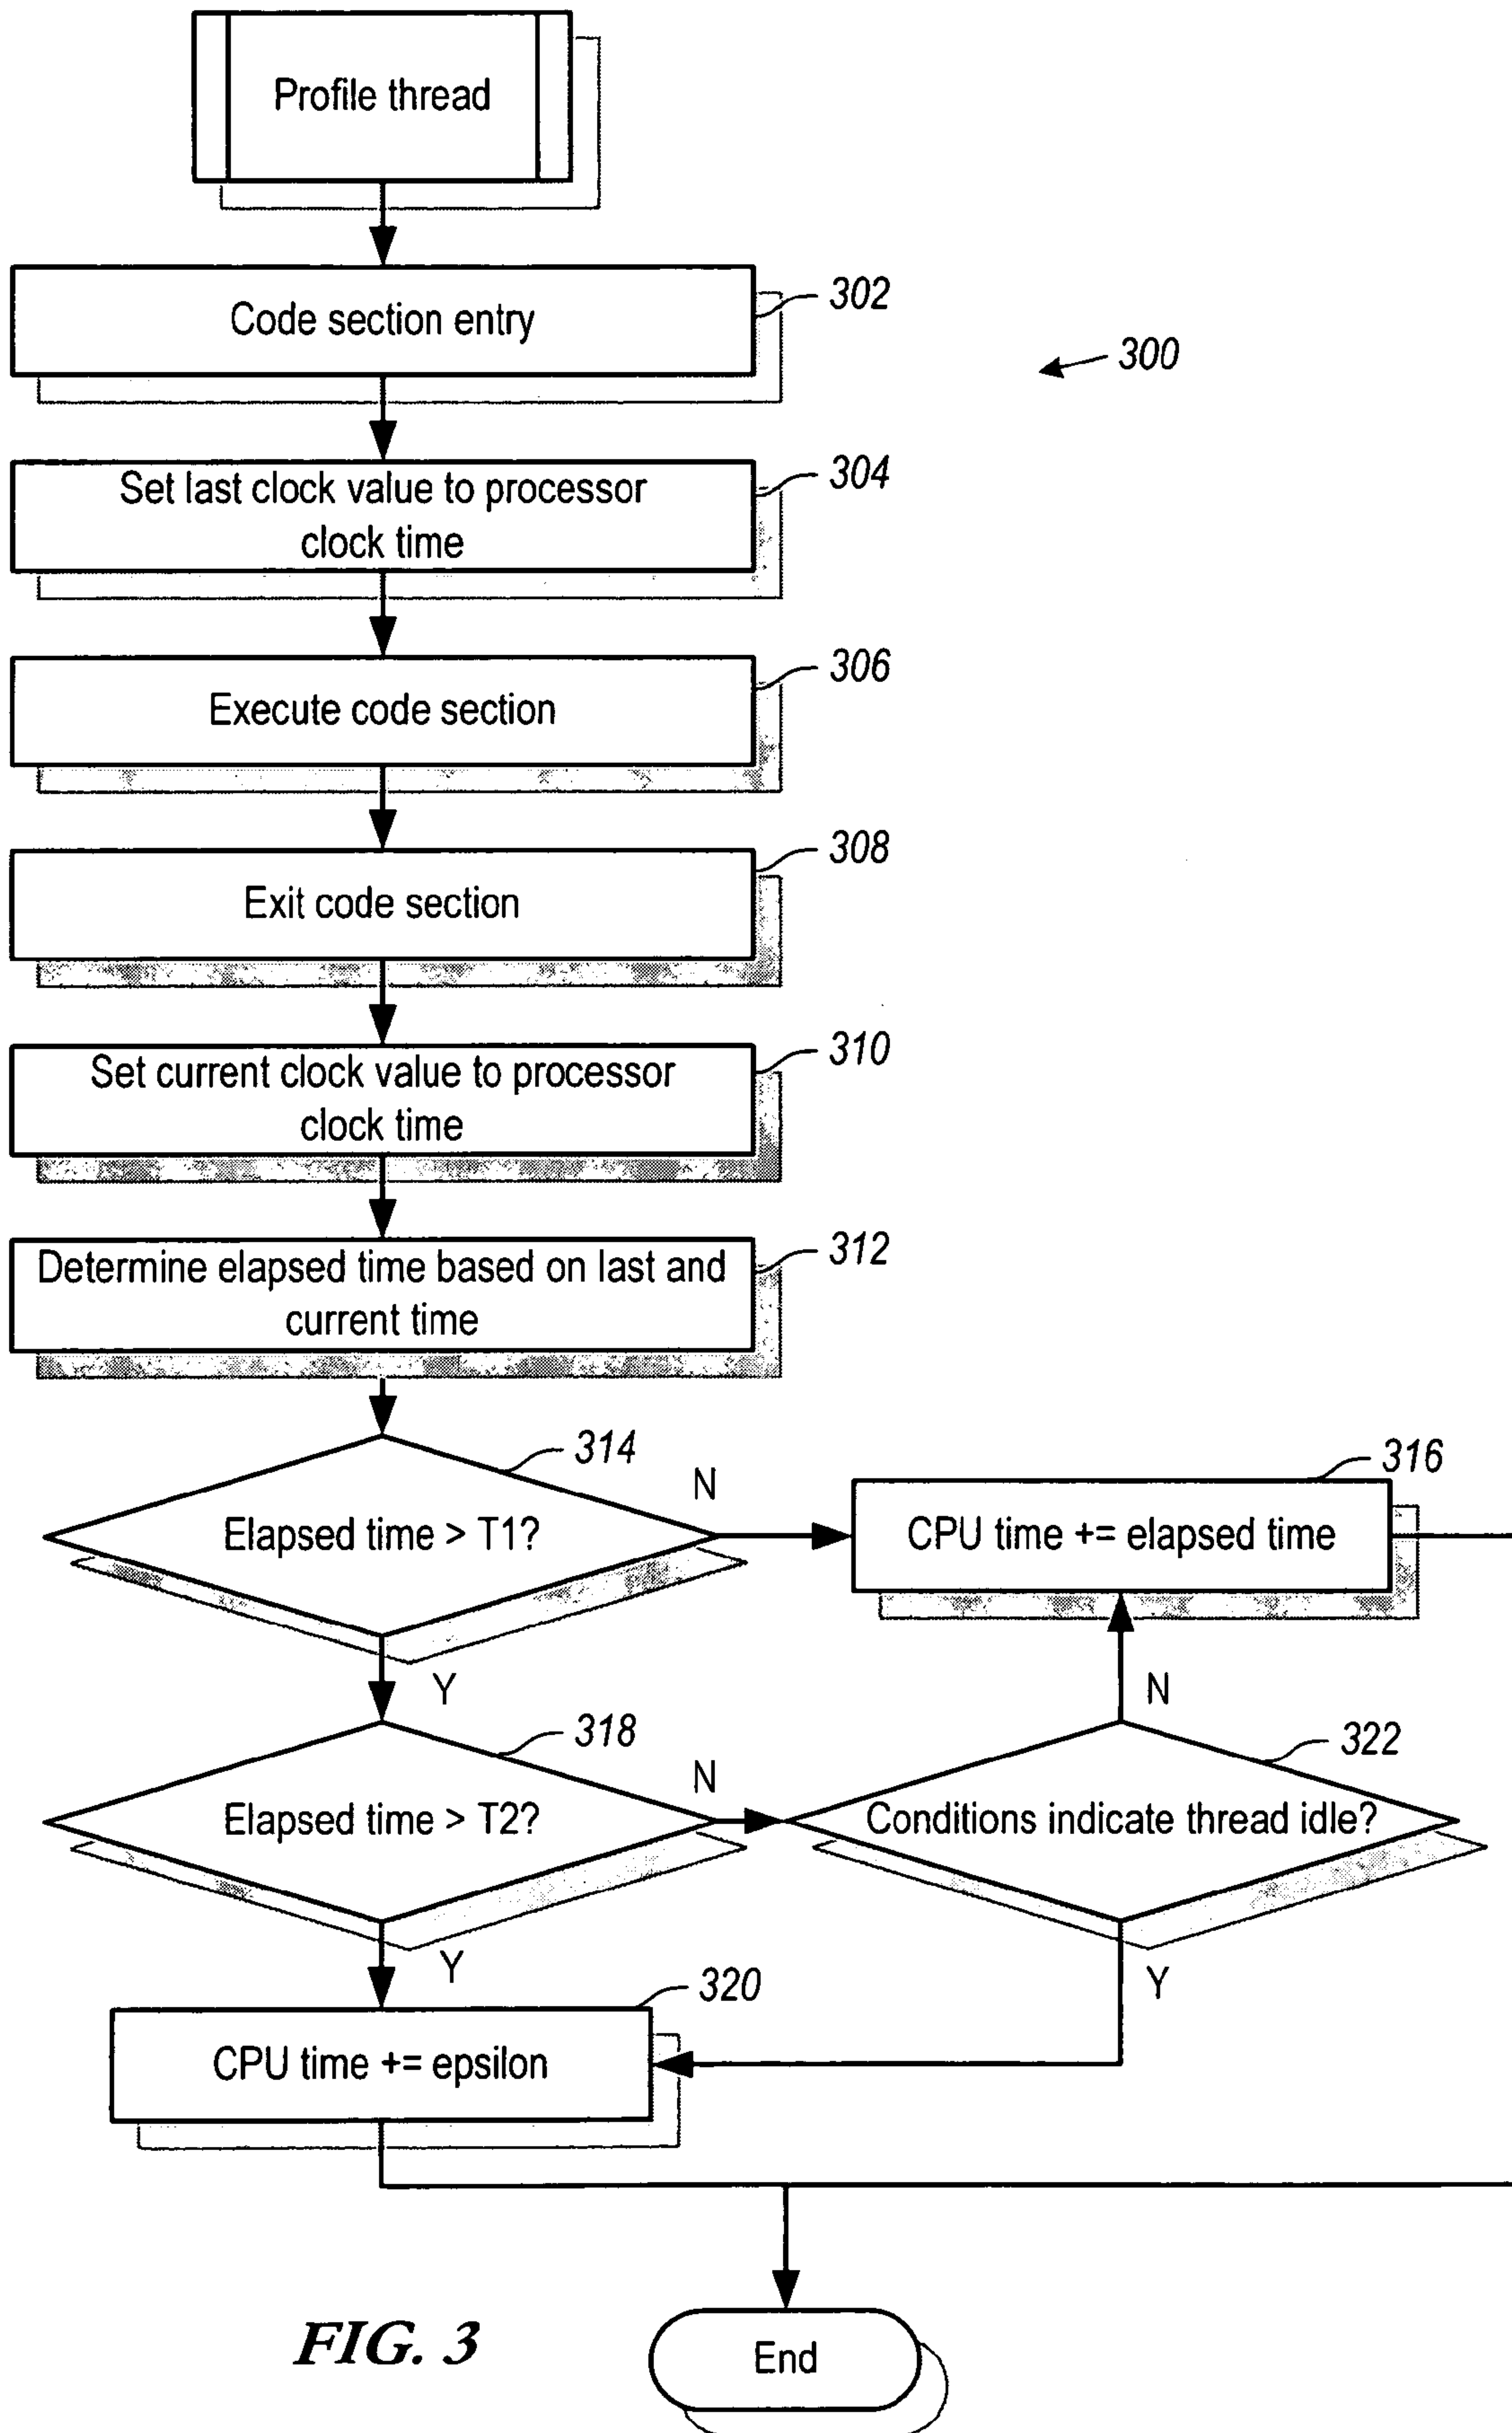 Profile thread
Code section entry
302
300
Set last clock value to processor
clock time
304
Execute code section
306
Exit code section
308
Set current clock value to processor
clock time
310
Determine elapsed time based on last and
current time
312
314
Elapsed time > T1?
N
316
CPU time += elapsed time
Y
N
318
Elapsed time > T2?
N
322
Conditions indicate thread idle?
Y
Y
320
CPU time += epsilon
FIG. 3
End